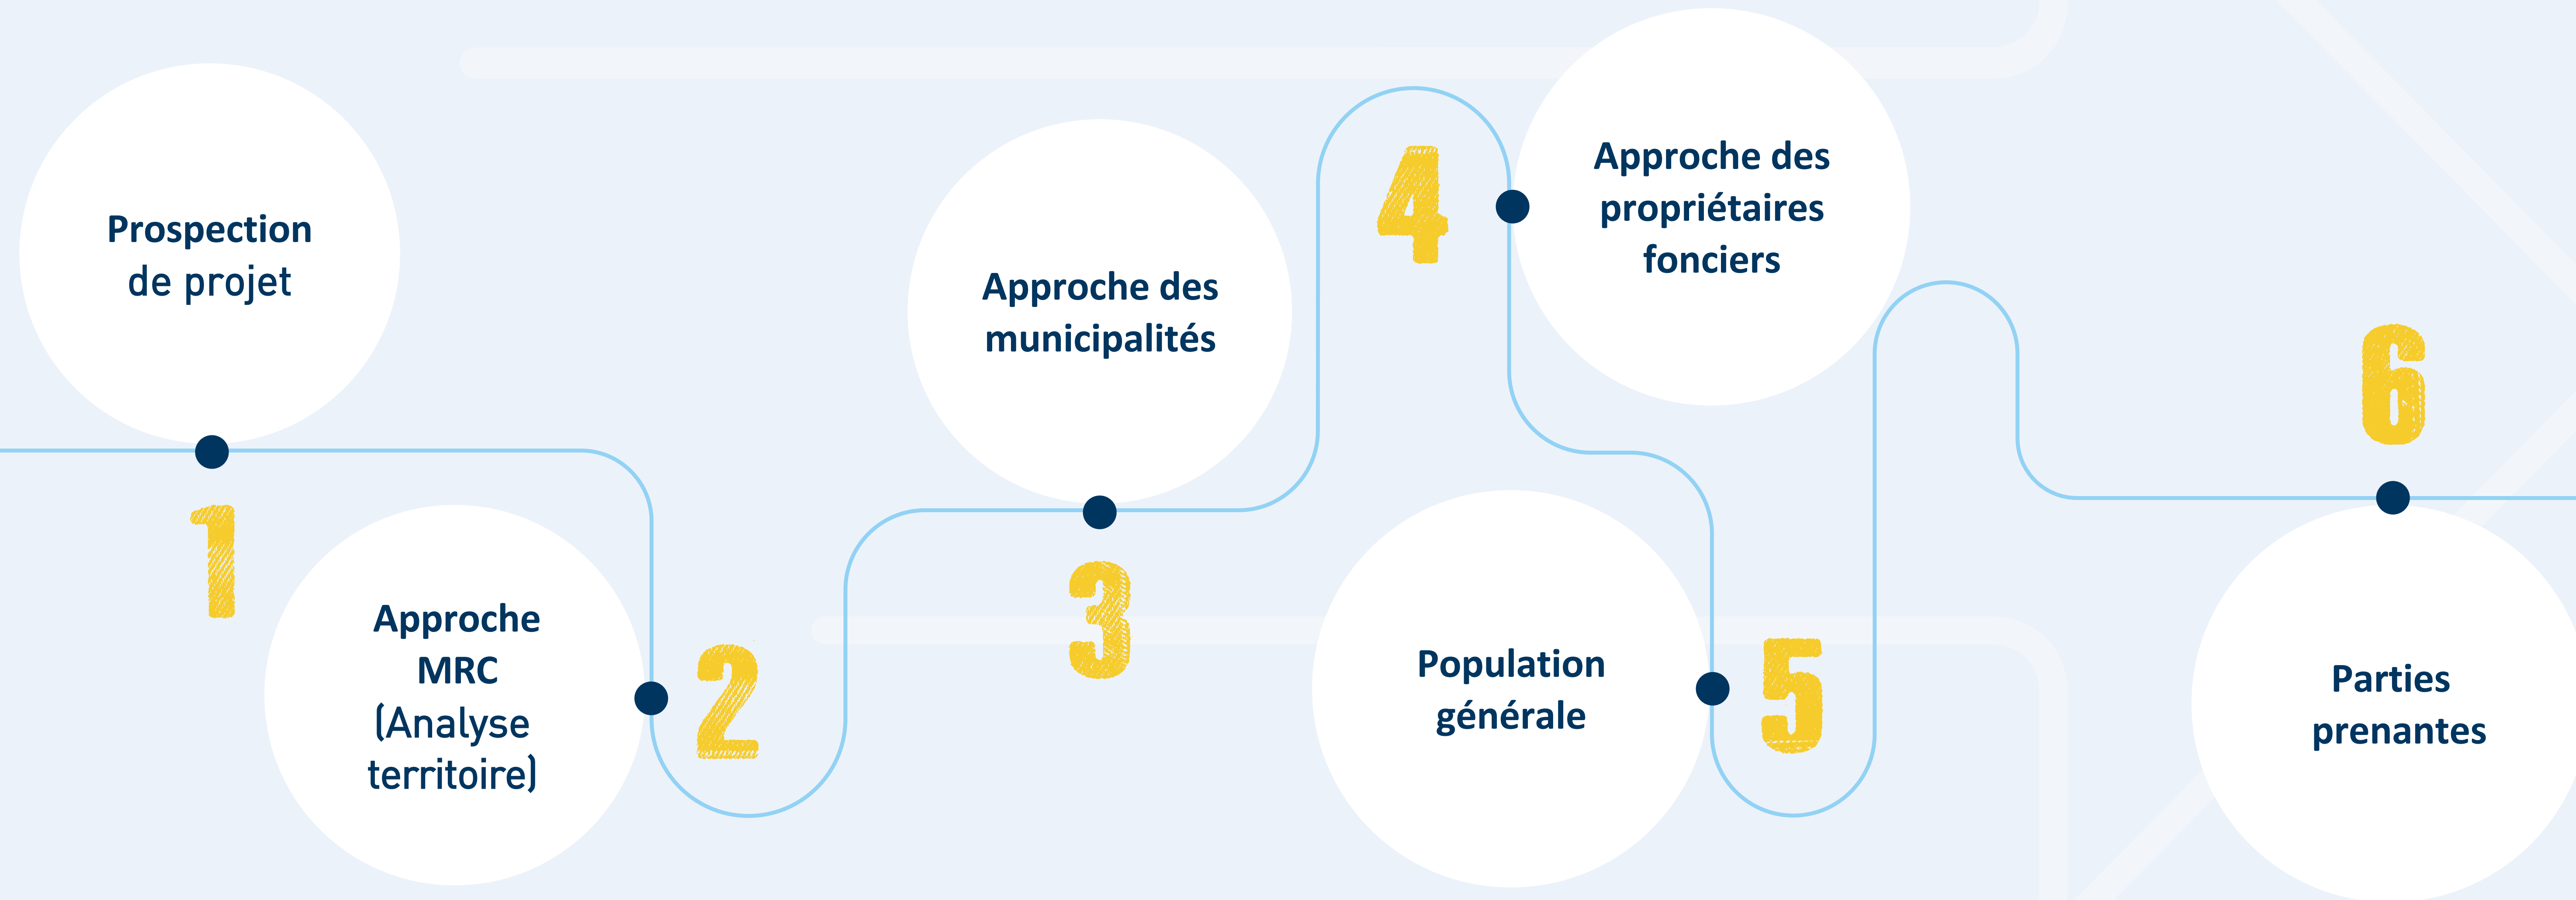 Prospection
de projet
1
Approche
MRC
(Analyse
territoire)
2
Approche des
municipalités
3
4
Approche des
propriétaires
fonciers
Population
générale
5
6
Parties
prenantes